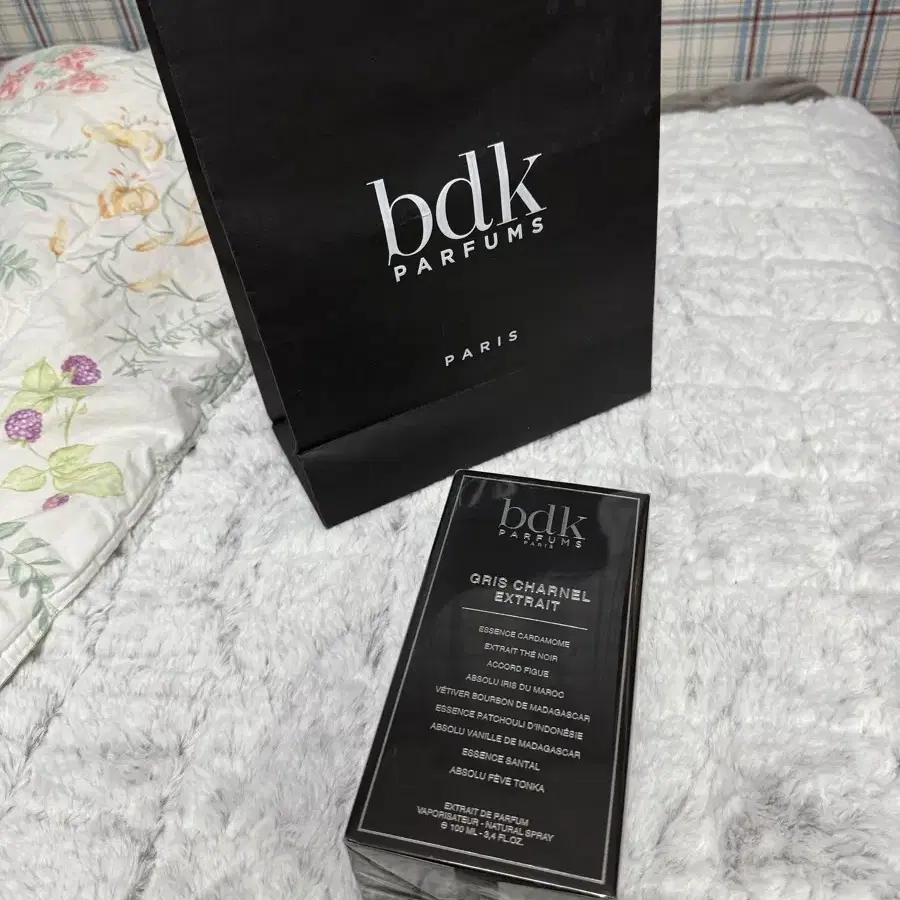 bdk
PARFUMS
PARIS
bdk
PARFUMS
PARIS
GRIS CHARNEL
EXTRAIT
ESSENCE CARDAMOME
EXTRAIT THÉ NOIR
ACCORD FIGUE
ABSOLU IRIS DU MAROC
VÉTIVER BOURBON DE MADAGASCAR
ESSENCE PATCHOULI D'INDONÉSIE
ABSOLU VANILLE DE MADAGASCAR
ESSENCE SANTAL
ABSOLU FÈVE TONKA
EXTRAIT DE PARFUM
VAPORISATEUR - NATURAL SPRAY
℮ 100 ML - 3,4 FL.OZ.